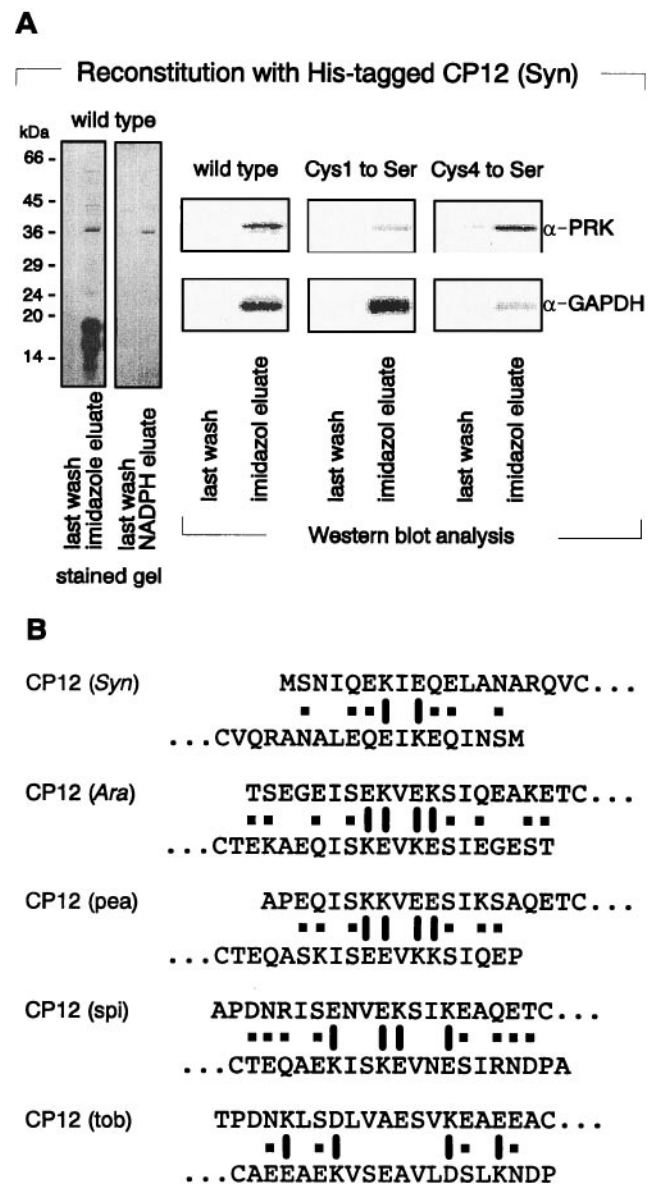 A
Reconstitution with His-tagged CP12 (Syn)
kDa
wild type
66
45
36
29
24
20
14
last wash
imidazole eluate
last wash
NADPH eluate
stained gel
wild type
Cys1 to Ser
Cys4 to Ser
α-PRK
α-GAPDH
last wash
imidazol eluate
last wash
imidazol eluate
last wash
imidazol eluate
Western blot analysis
B
CP12 (Syn)
MSNIQEKIEQELANARQVC...
...CVQRANALEQEIKEQINSM
CP12 (Ara)
TSEGEISEKVEKSIQEAKETC...
...CTEKAEQISKEVKESIEGEST
CP12 (pea)
APEQISKKVEESIKSAQETC...
...CTEQASKISEEVKKSIQEP
CP12 (spi)
APDNRISENVEKSIKEAQETC...
...CTEQAEKISKEVNESIRNDPA
CP12 (tob)
TPDNKLSDLVAESVKEAEEAC...
...CAEEAEKVSEAVLDSLKNDP